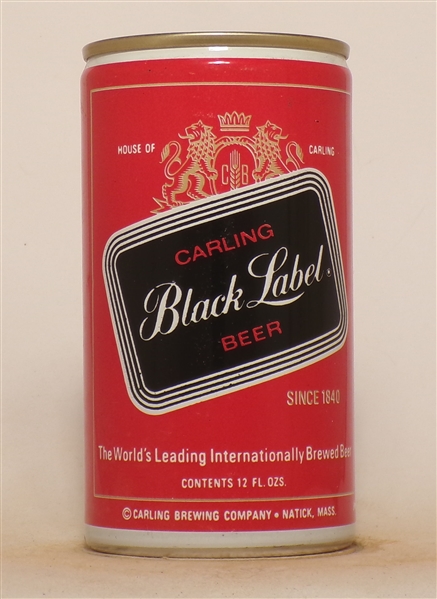 HOUSE OF CARLING
C B
CARLING
Black Label.
BEER
SINCE 1840
The World's Leading Internationally Brewed Beer
CONTENTS 12 FL. OZS.
© CARLING BREWING COMPANY • NATICK, MASS.